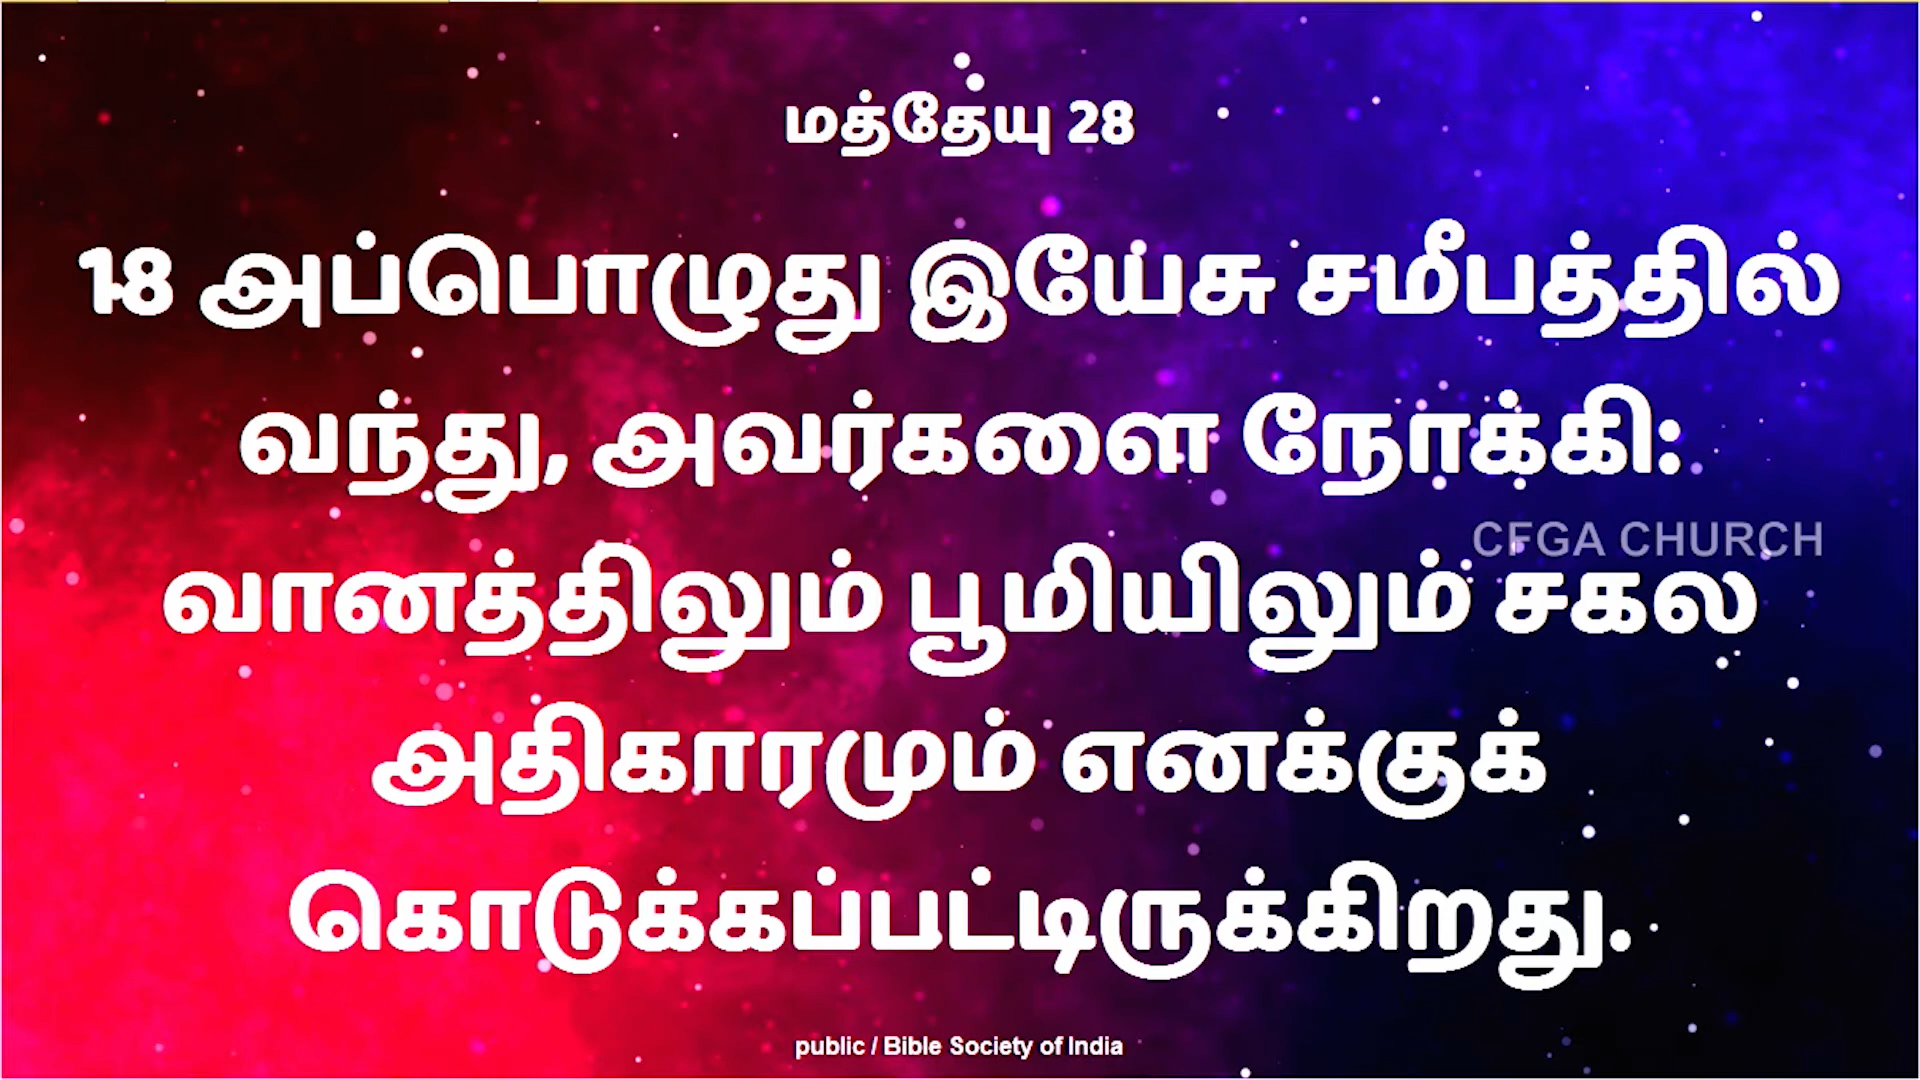 மத்தேயு 28
18 அப்பொழுது இயேசு சமீபத்தில்
வந்து, அவர்களை நோக்கி:
CFGA CHURCH
வானத்திலும் பூமியிலும் சகல
அதிகாரமும் எனக்குக்
கொடுக்கப்பட்டிருக்கிறது.
public / Bible Society of India